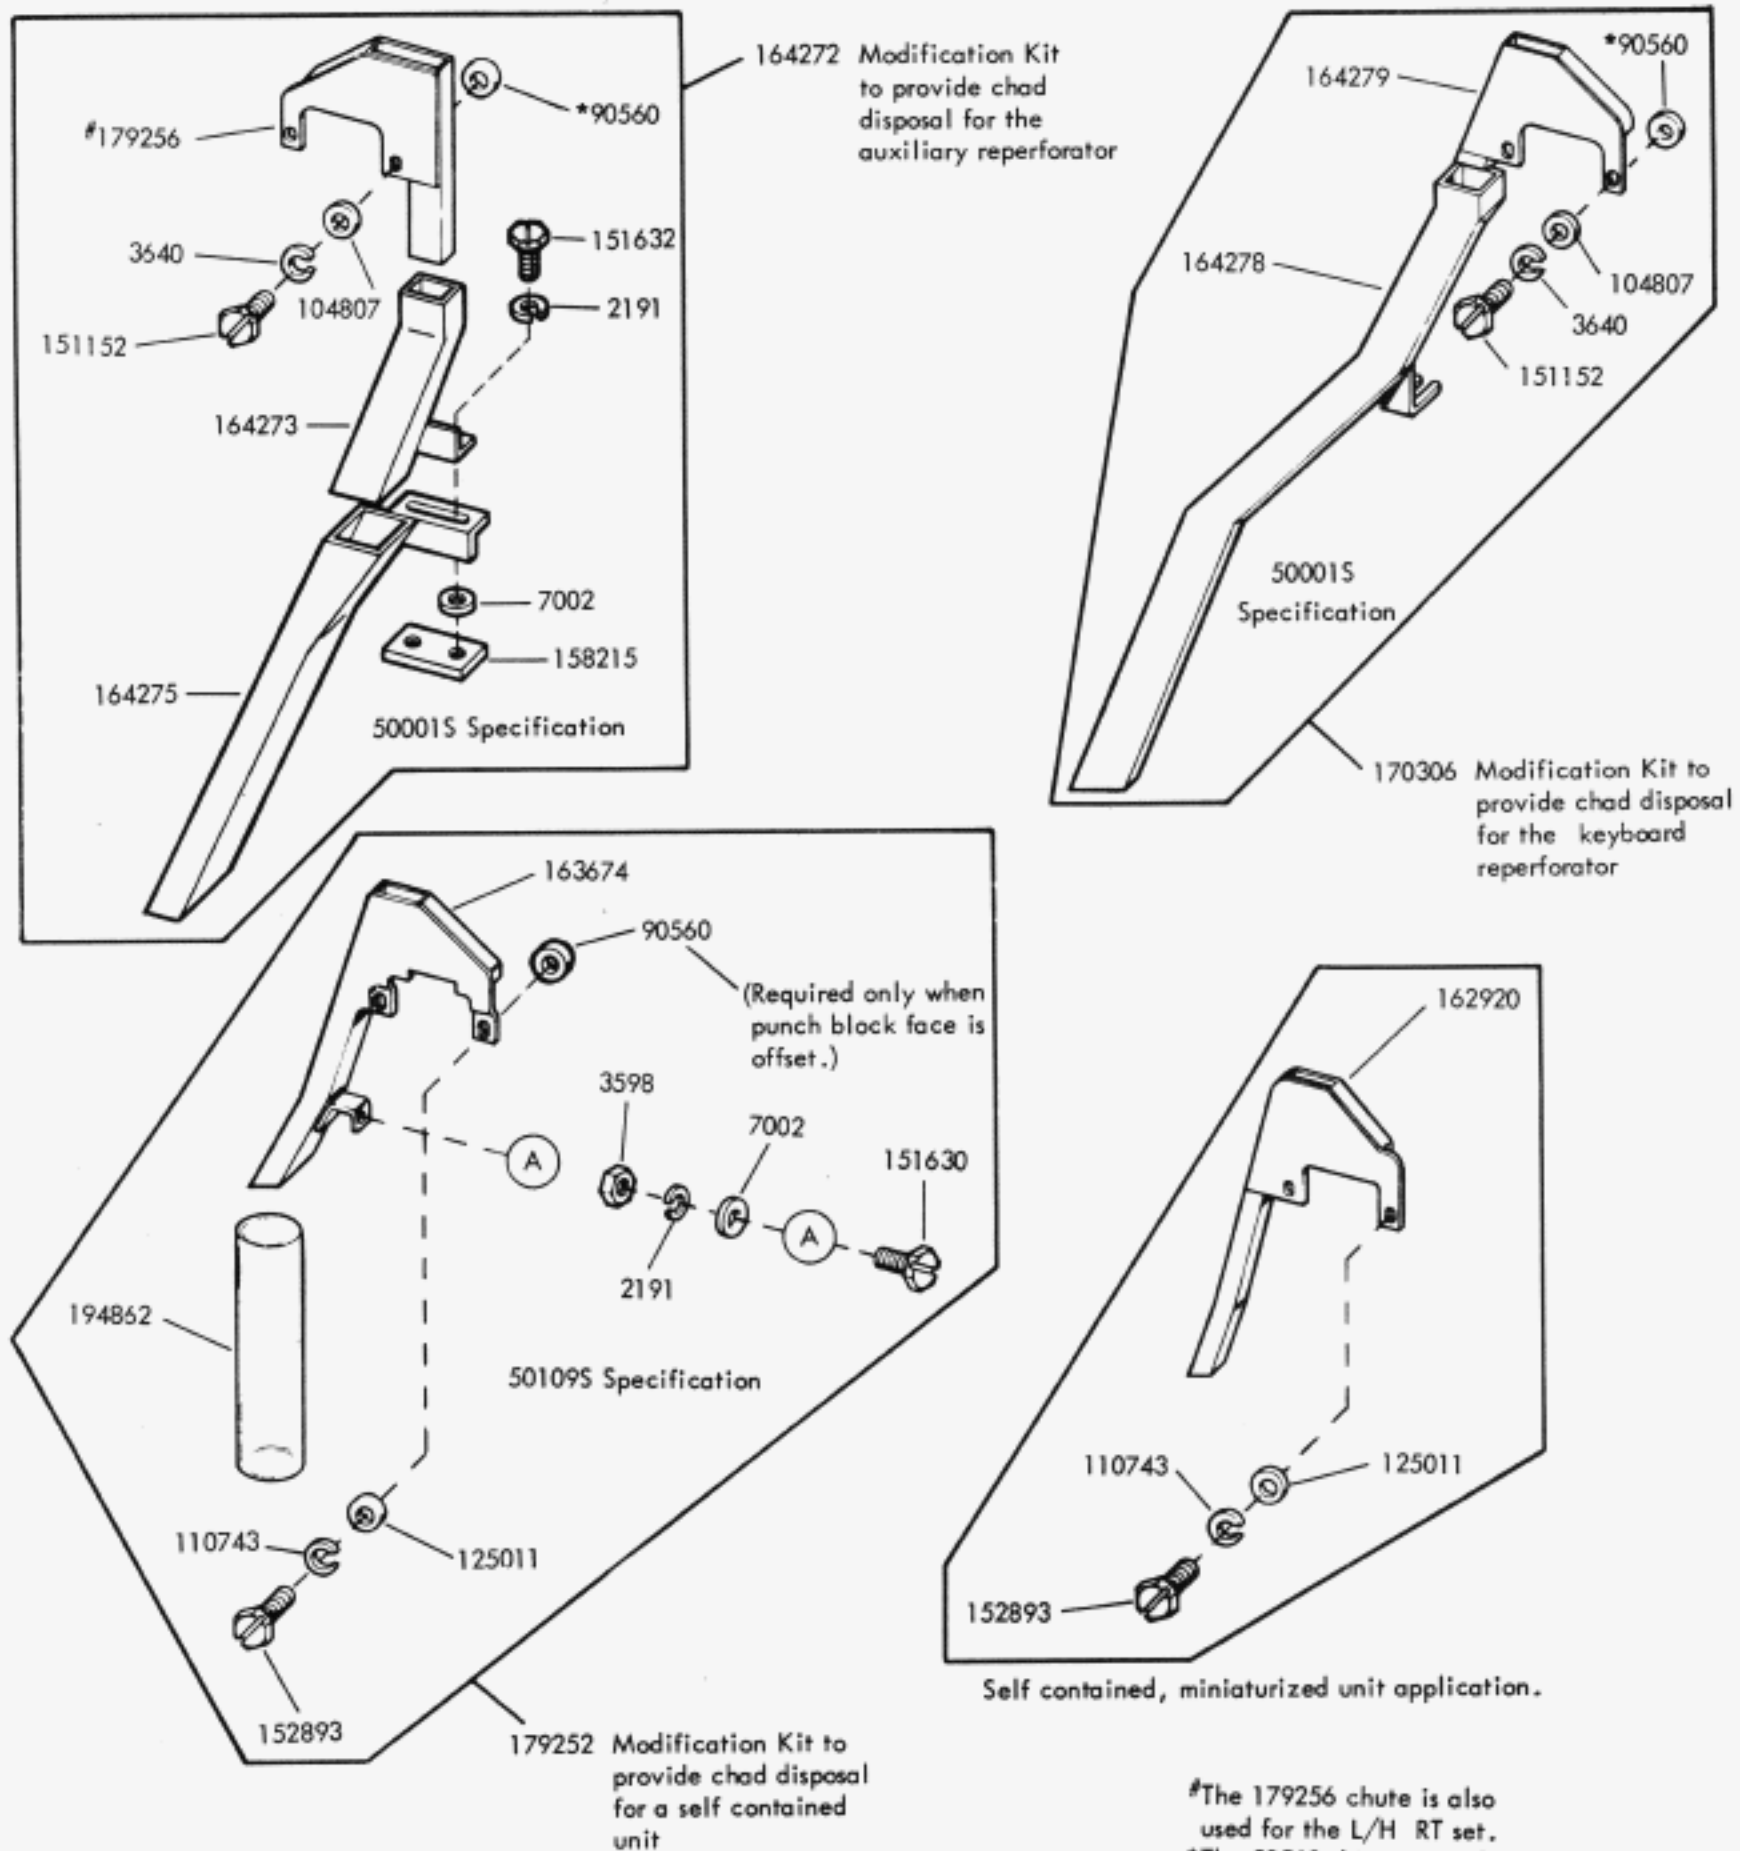 164272 Modification Kit
to provide chad
disposal for the
auxiliary reperforator
*90560
#179256
3640
104807
151152
151632
2191
164273
7002
158215
164275
50001S Specification
*90560
164279
164278
104807
3640
151152
50001S
Specification
170306 Modification Kit to
provide chad disposal
for the keyboard
reperforator
163674
90560
(Required only when
punch block face is
offset.)
3598
7002
151630
A
A
2191
194862
50109S Specification
110743
125011
152893
179252 Modification Kit to
provide chad disposal
for a self contained
unit
162920
110743
125011
152893
Self contained, miniaturized unit application.
#The 179256 chute is also
used for the L/H RT set.